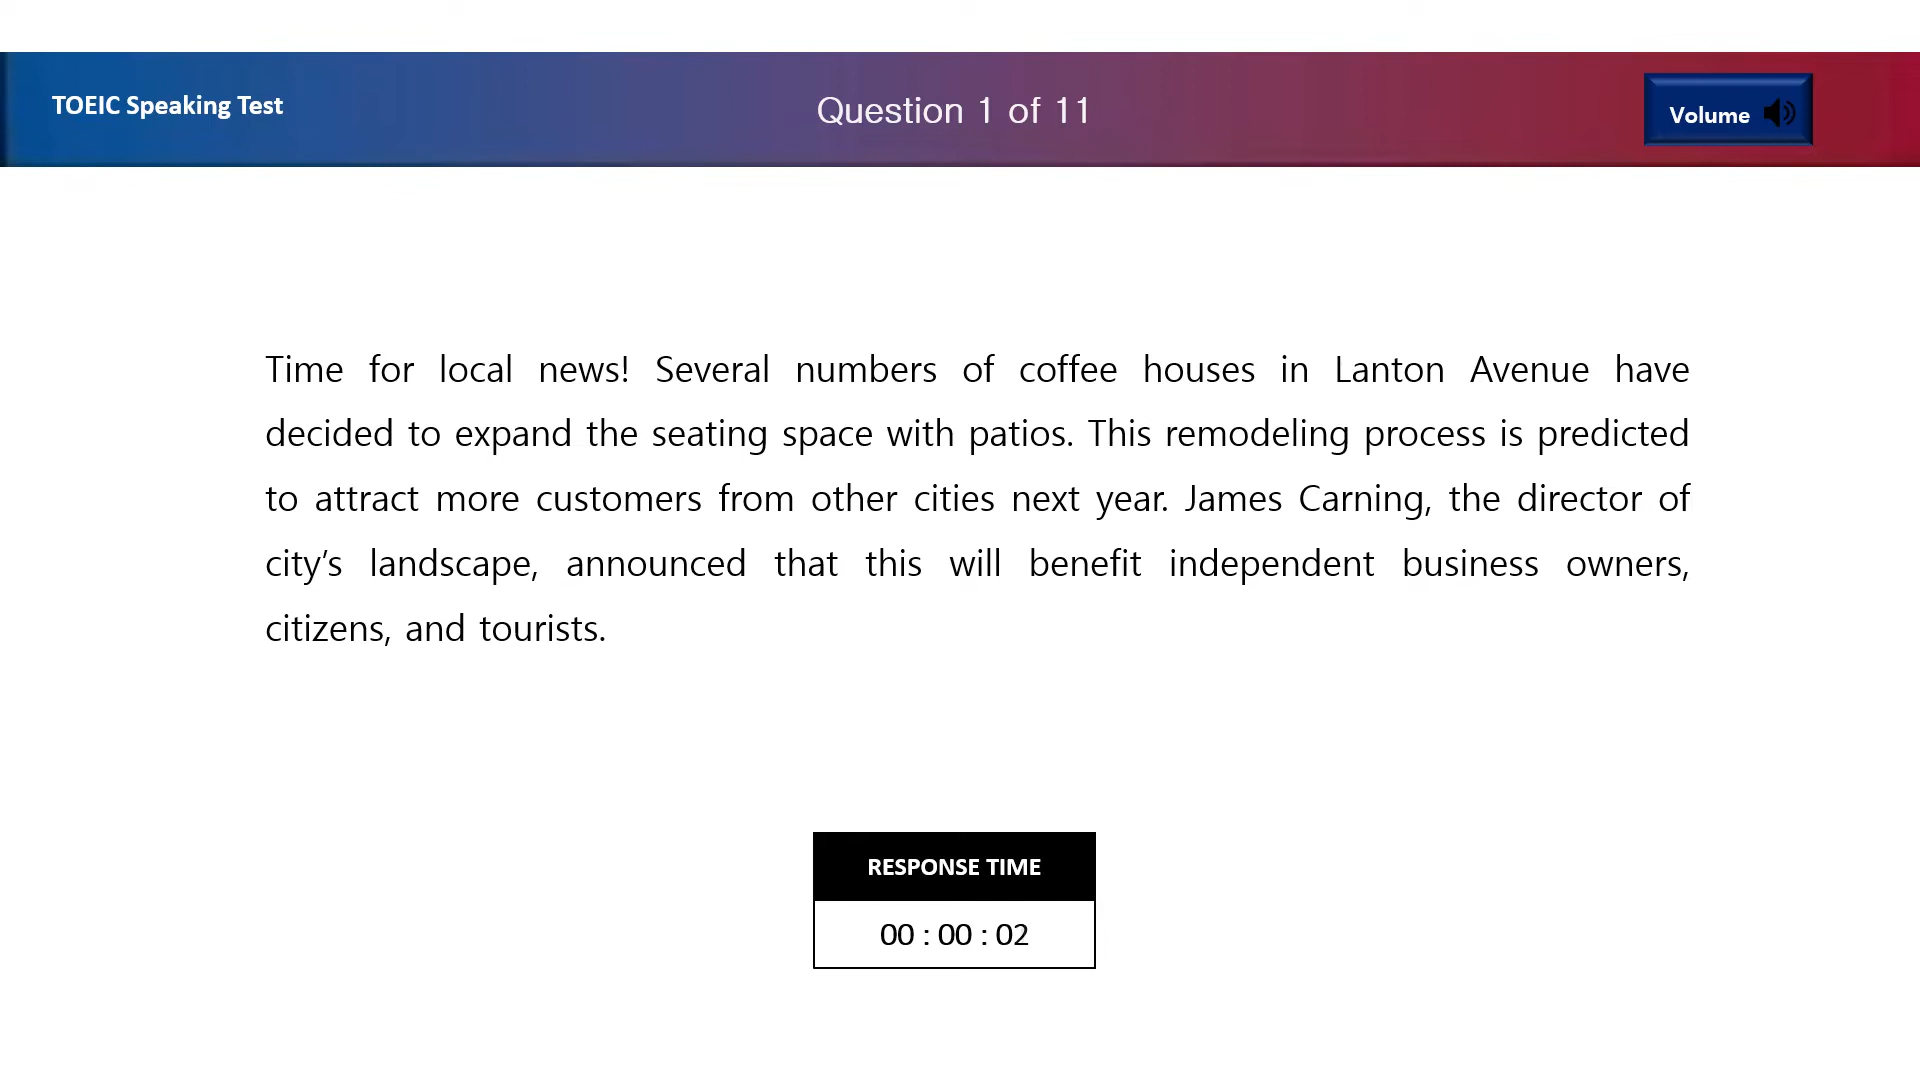 TOEIC Speaking Test
Question 1 of 11
Volume
Time for local news! Several numbers of coffee houses in Lanton Avenue have
decided to expand the seating space with patios. This remodeling process is predicted
to attract more customers from other cities next year. James Carning, the director of
city’s landscape, announced that this will benefit independent business owners,
citizens, and tourists.
RESPONSE TIME
00 : 00 : 02